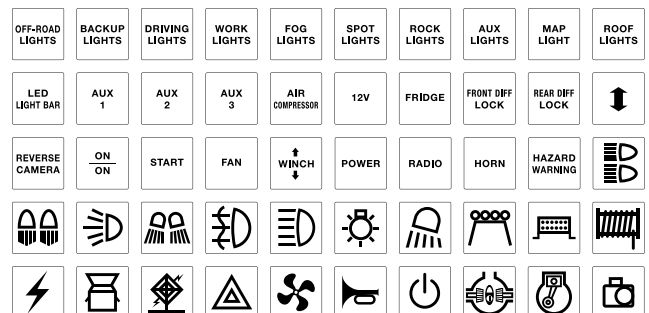 OFF-ROAD LIGHTS
BACKUP LIGHTS
DRIVING LIGHTS
WORK LIGHTS
FOG LIGHTS
SPOT LIGHTS
ROCK LIGHTS
AUX LIGHTS
MAP LIGHT
ROOF LIGHTS
LED LIGHT BAR
AUX 1
AUX 2
AUX 3
AIR COMPRESSOR
12V
FRIDGE
FRONT DIFF LOCK
REAR DIFF LOCK
REVERSE CAMERA
ON ON
START
FAN
WINCH
POWER
RADIO
HORN
HAZARD WARNING